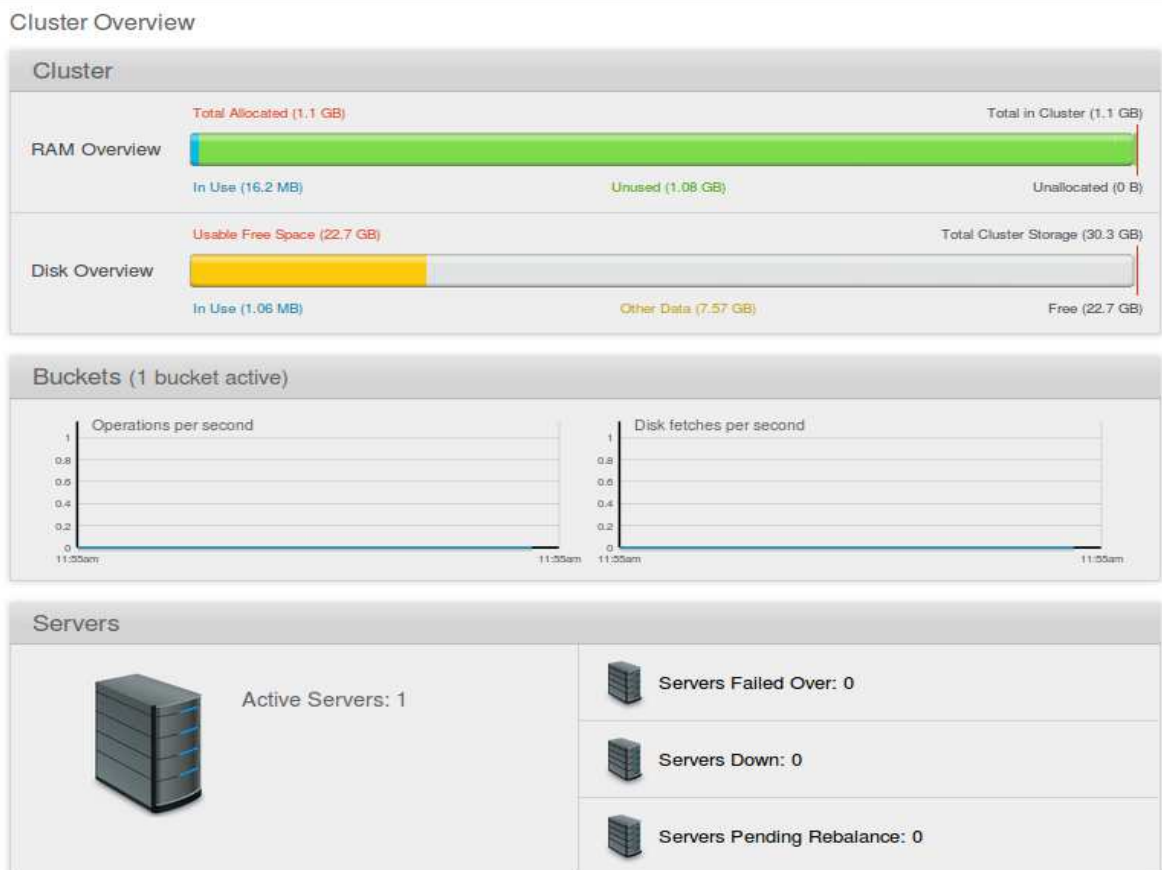 Cluster Overview
Cluster
Total Allocated (1.1 GB) Total in Cluster (1.1 GB)
RAM Overview
In Use (16.2 MB) Unused (1.08 GB) Unallocated (0 B)
Usable Free Space (22.7 GB) Total Cluster Storage (30.3 GB)
Disk Overview
In Use (1.06 MB) Other Data (7.57 GB) Free (22.7 GB)
Buckets (1 bucket active)
Operations per second
1
0.8
0.6
0.4
0.2
0
11:55am 11:55am
Disk fetches per second
1
0.8
0.6
0.4
0.2
0
11:55am 11:55am
Servers
Active Servers: 1
Servers Failed Over: 0
Servers Down: 0
Servers Pending Rebalance: 0